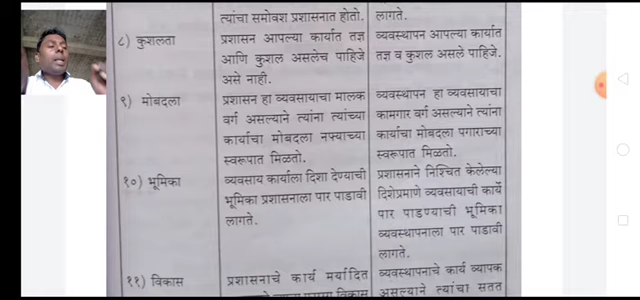 त्यांचा समावेश प्रशासनात होतो.
लागते.
८) कुशलता
प्रशासन आपल्या कार्यात तज्ञ
आणि कुशल असलेच पाहिजे
असे नाही.
व्यवस्थापन आपल्या कार्यात
तज्ञ व कुशल असले पाहिजे.
९) मोबदला
प्रशासन हा व्यवसायाचा मालक
वर्ग असल्याने त्यांना त्यांच्या
कार्याचा मोबदला नफ्याच्या
स्वरूपात मिळतो.
व्यवस्थापन हा व्यवसायाचा
कामगार वर्ग असल्याने त्यांना
कार्याचा मोबदला पगाराच्या
स्वरूपात मिळतो.
१०) भूमिका
व्यवसाय कार्याला दिशा देण्याची
भूमिका प्रशासनाला पार पाडावी
लागते.
प्रशासनाने निश्चित केलेल्या
दिशेप्रमाणे व्यवसायाची कार्ये
पार पाडण्याची भूमिका
व्यवस्थापनाला पार पाडावी
लागते.
११) विकास
प्रशासनाचे कार्य मर्यादित
विकास
व्यवस्थापनाचे कार्य व्यापक
असल्याने त्यांचा सतत